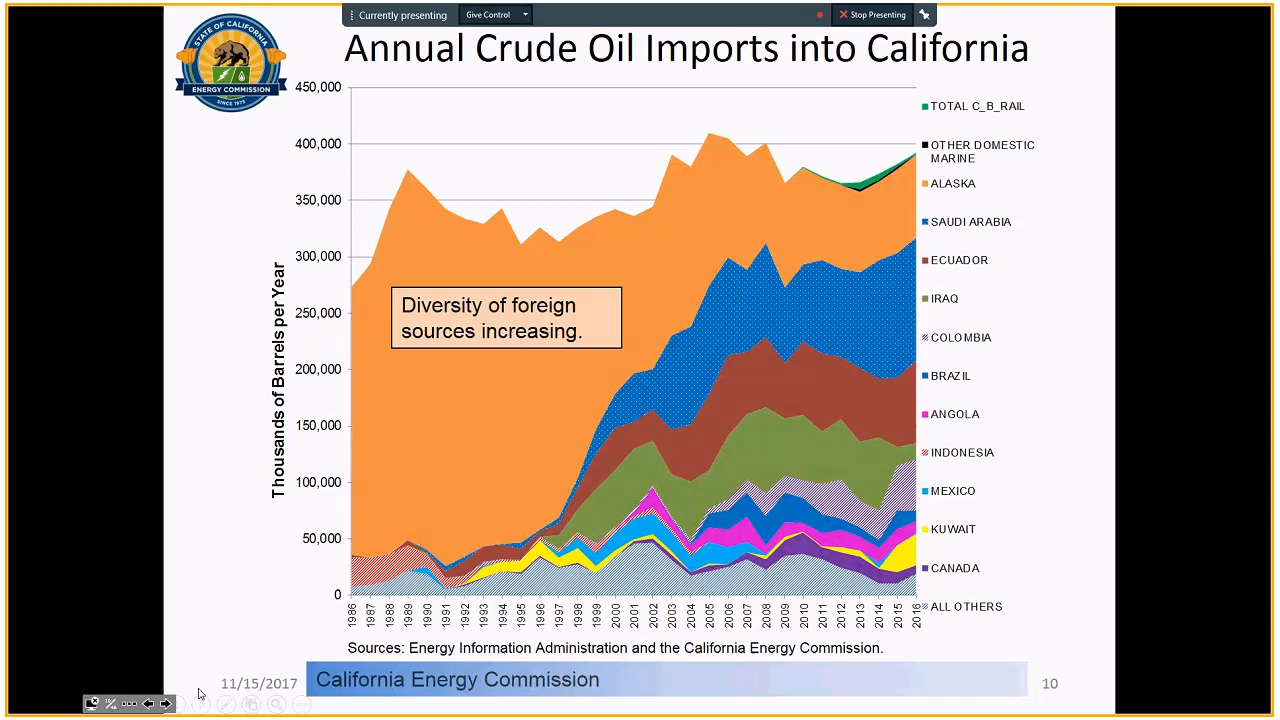 Currently presenting
Give Control
Stop Presenting
STATE OF CALIFORNIA
ENERGY COMMISSION
SINCE 1975
Annual Crude Oil Imports into California
Thousands of Barrels per Year
450,000
400,000
350,000
300,000
250,000
200,000
150,000
100,000
50,000
0
Diversity of foreign
sources increasing.
TOTAL C_B_RAIL
OTHER DOMESTIC
MARINE
ALASKA
SAUDI ARABIA
ECUADOR
IRAQ
COLOMBIA
BRAZIL
ANGOLA
INDONESIA
MEXICO
KUWAIT
CANADA
ALL OTHERS
1986
1987
1988
1989
1990
1991
1992
1993
1994
1995
1996
1997
1998
1999
2000
2001
2002
2003
2004
2005
2006
2007
2008
2009
2010
2011
2012
2013
2014
2015
2016
Sources: Energy Information Administration and the California Energy Commission.
11/15/2017
California Energy Commission
10